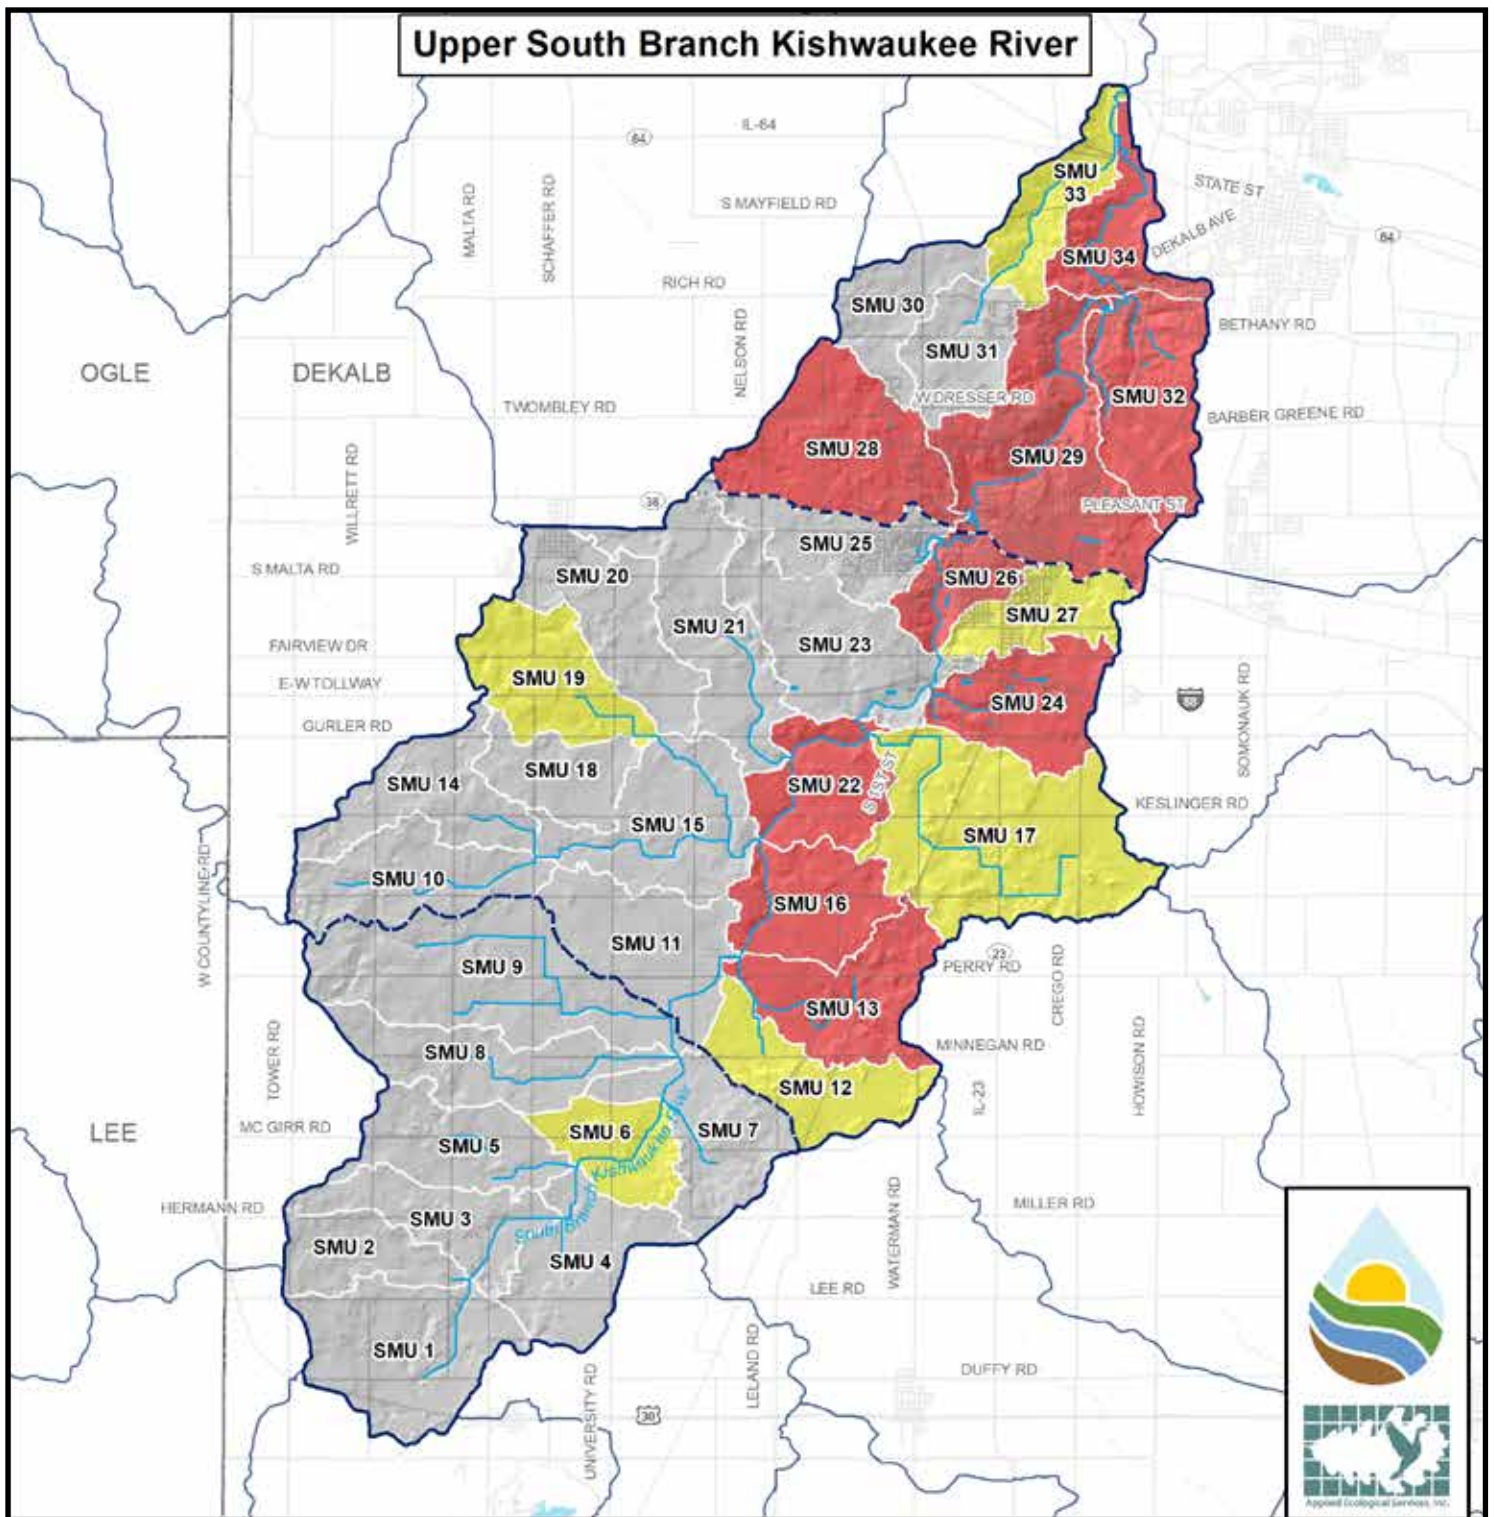 Upper South Branch Kishwaukee River
IL-64
64
SMU
33
STATE ST
S MAYFIELD RD
MALTA RD
SCHAFFER RD
DEKALB AVE
64
SMU 34
RICH RD
SMU 30
BETHANY RD
NELSON RD
SMU 31
OGLE
DEKALB
W DRESSER RD
SMU 32
TWOMBLEY RD
BARBER GREENE RD
SMU 28
SMU 29
WILLRETT RD
38
PLEASANT ST
SMU 25
S MALTA RD
SMU 20
SMU 26
SMU 27
SMU 21
FAIRVIEW DR
SMU 23
E-W TOLLWAY
SMU 19
SOMONAUK RD
SMU 24
GURLER RD
SMU 14
SMU 18
SMU 22
S 1ST ST
KESLINGER RD
SMU 15
SMU 17
W COUNTYLINE RD
SMU 10
SMU 16
SMU 11
23
SMU 9
PERRY RD
CREGO RD
SMU 13
TOWER RD
SMU 8
MINNEGAN RD
HOWISON RD
SMU 12
IL-23
LEE
MC GIRR RD
SMU 6
SMU 7
SMU 5
South Branch Kishwaukee River
HERMANN RD
SMU 3
WATERMAN RD
MILLER RD
SMU 2
SMU 4
LEE RD
SMU 1
LELAND RD
DUFFY RD
UNIVERSITY RD
30
Applied Ecological Services, Inc.